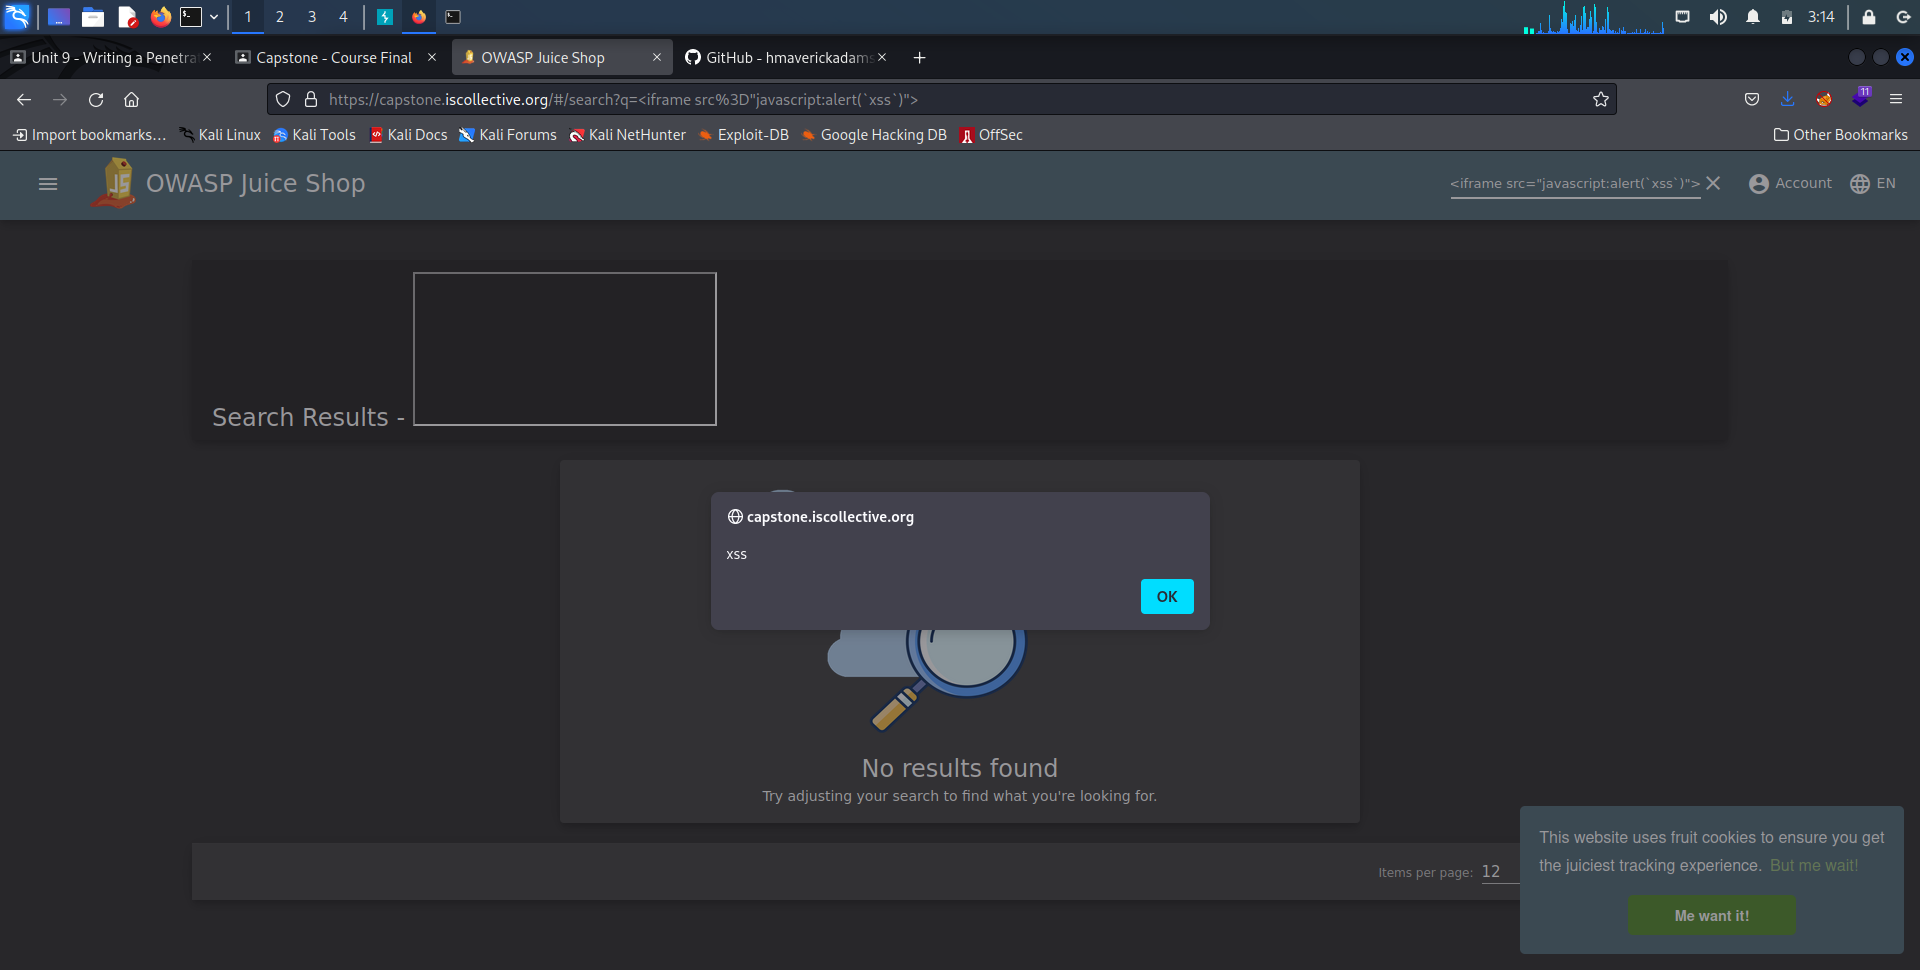 1 2 3 4 3:14
Unit 9 - Writing a Penetra Capstone - Course Final OWASP Juice Shop GitHub - hmaverickadams
https://capstone.iscollective.org/#/search?q=<iframe src%3D"javascript:alert(`xss`)"> 11
Import bookmarks... Kali Linux Kali Tools Kali Docs Kali Forums Kali NetHunter Exploit-DB Google Hacking DB OffSec Other Bookmarks
JS OWASP Juice Shop <iframe src="javascript:alert(`xss`)"> Account EN
Search Results -
capstone.iscollective.org
xss
OK
No results found
Try adjusting your search to find what you're looking for.
Items per page: 12
This website uses fruit cookies to ensure you get
the juiciest tracking experience. But me wait!
Me want it!